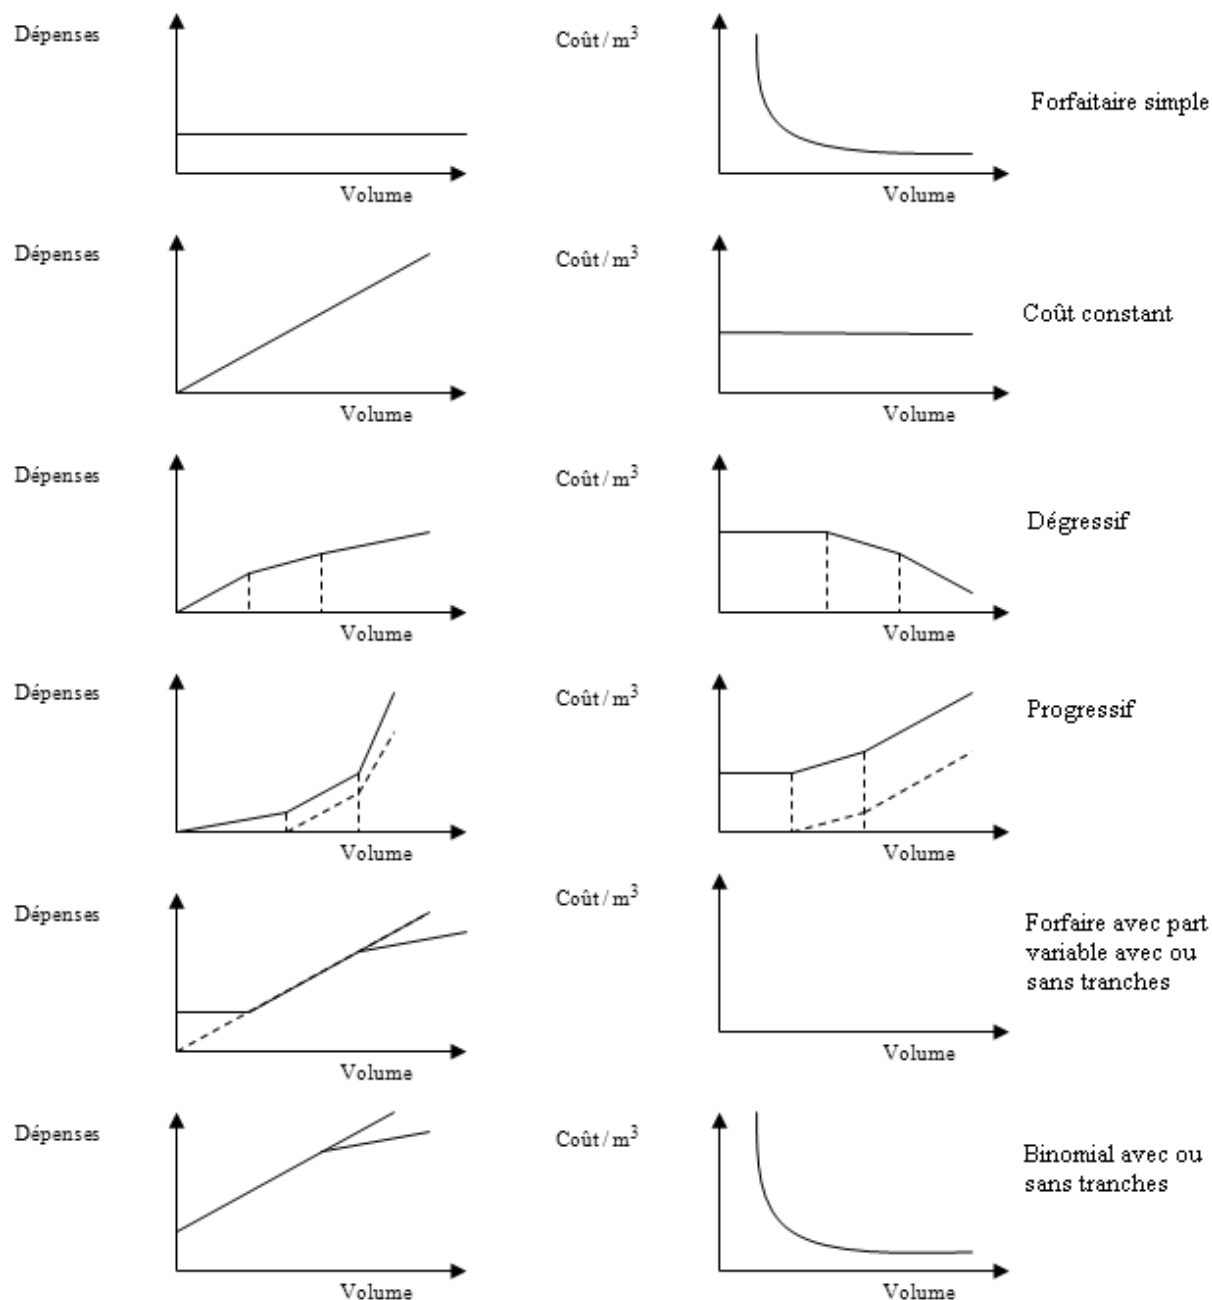 Dépenses
Coût / m³
Forfaitaire simple
Volume
Volume
Dépenses
Coût / m³
Coût constant
Volume
Volume
Dépenses
Coût / m³
Dégressif
Volume
Volume
Dépenses
Coût / m³
Progressif
Volume
Volume
Dépenses
Coût / m³
Forfaire avec part
variable avec ou
sans tranches
Volume
Volume
Dépenses
Coût / m³
Binomial avec ou
sans tranches
Volume
Volume